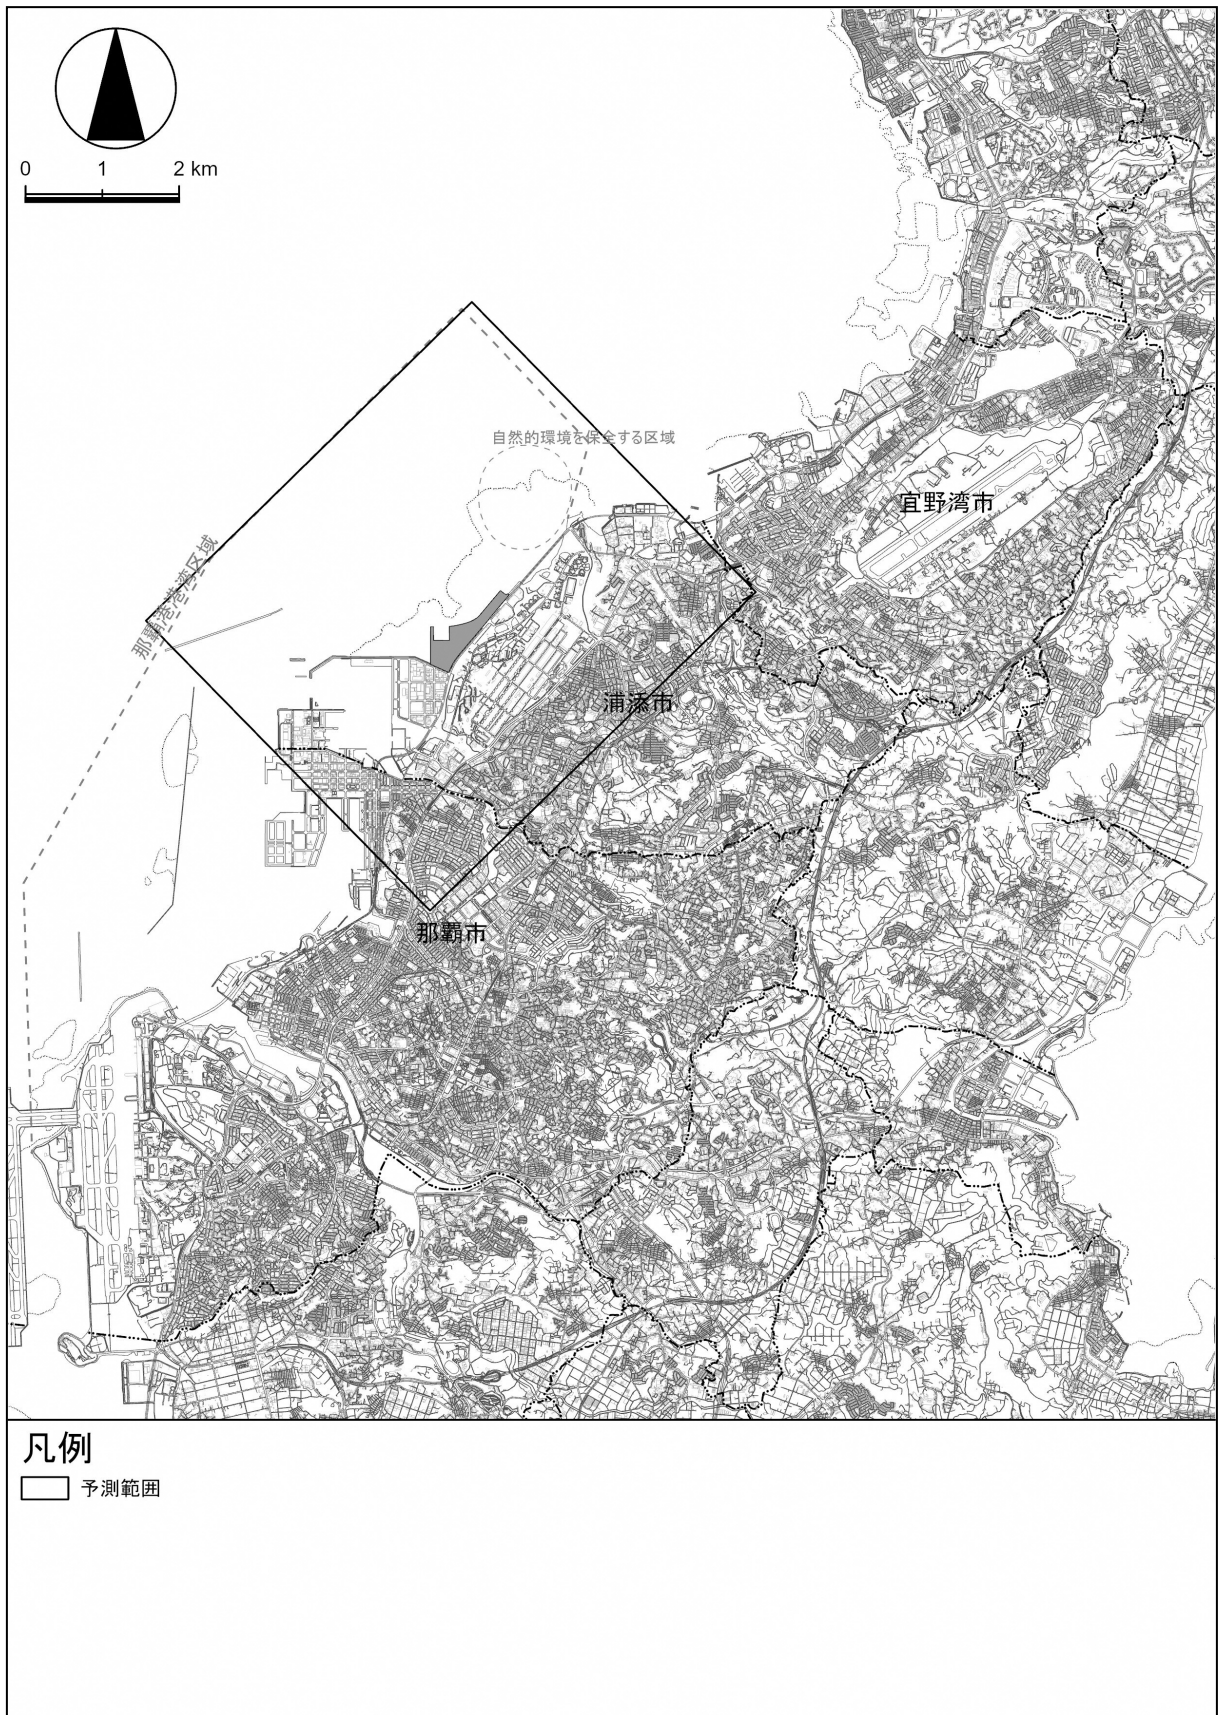 0 1 2 km
自然的環境を保全する区域
宜野湾市
那覇港港湾区域
浦添市
那覇市
凡例
予測範囲